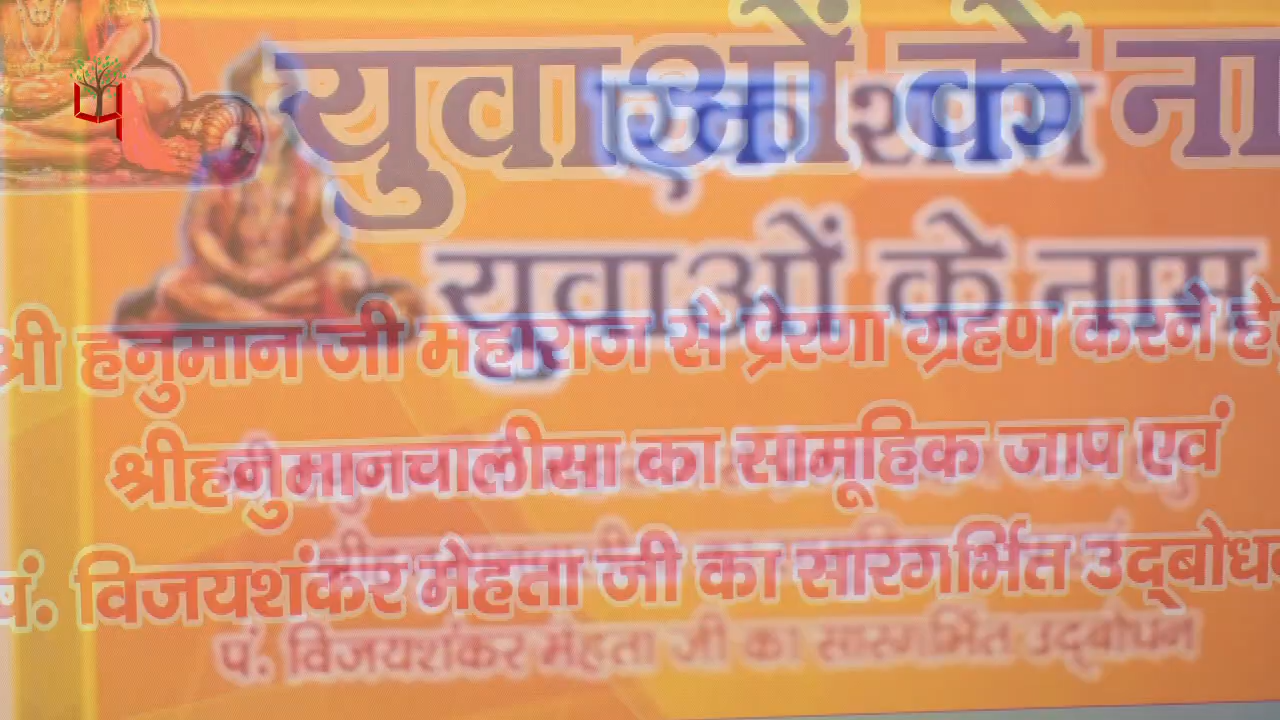 युवाओं के ना
एक शाम
युवाओं के नाम
श्री हनुमान जी महाराज से प्रेरणा ग्रहण करने हेतु
श्रीहनुमानचालीसा का सामूहिक जाप एवं
पं. विजयशंकर मेहता जी का सारगर्भित उद्बोधन
पं. विजयशंकर मेहता जी का सारगर्भित उद्बोधन